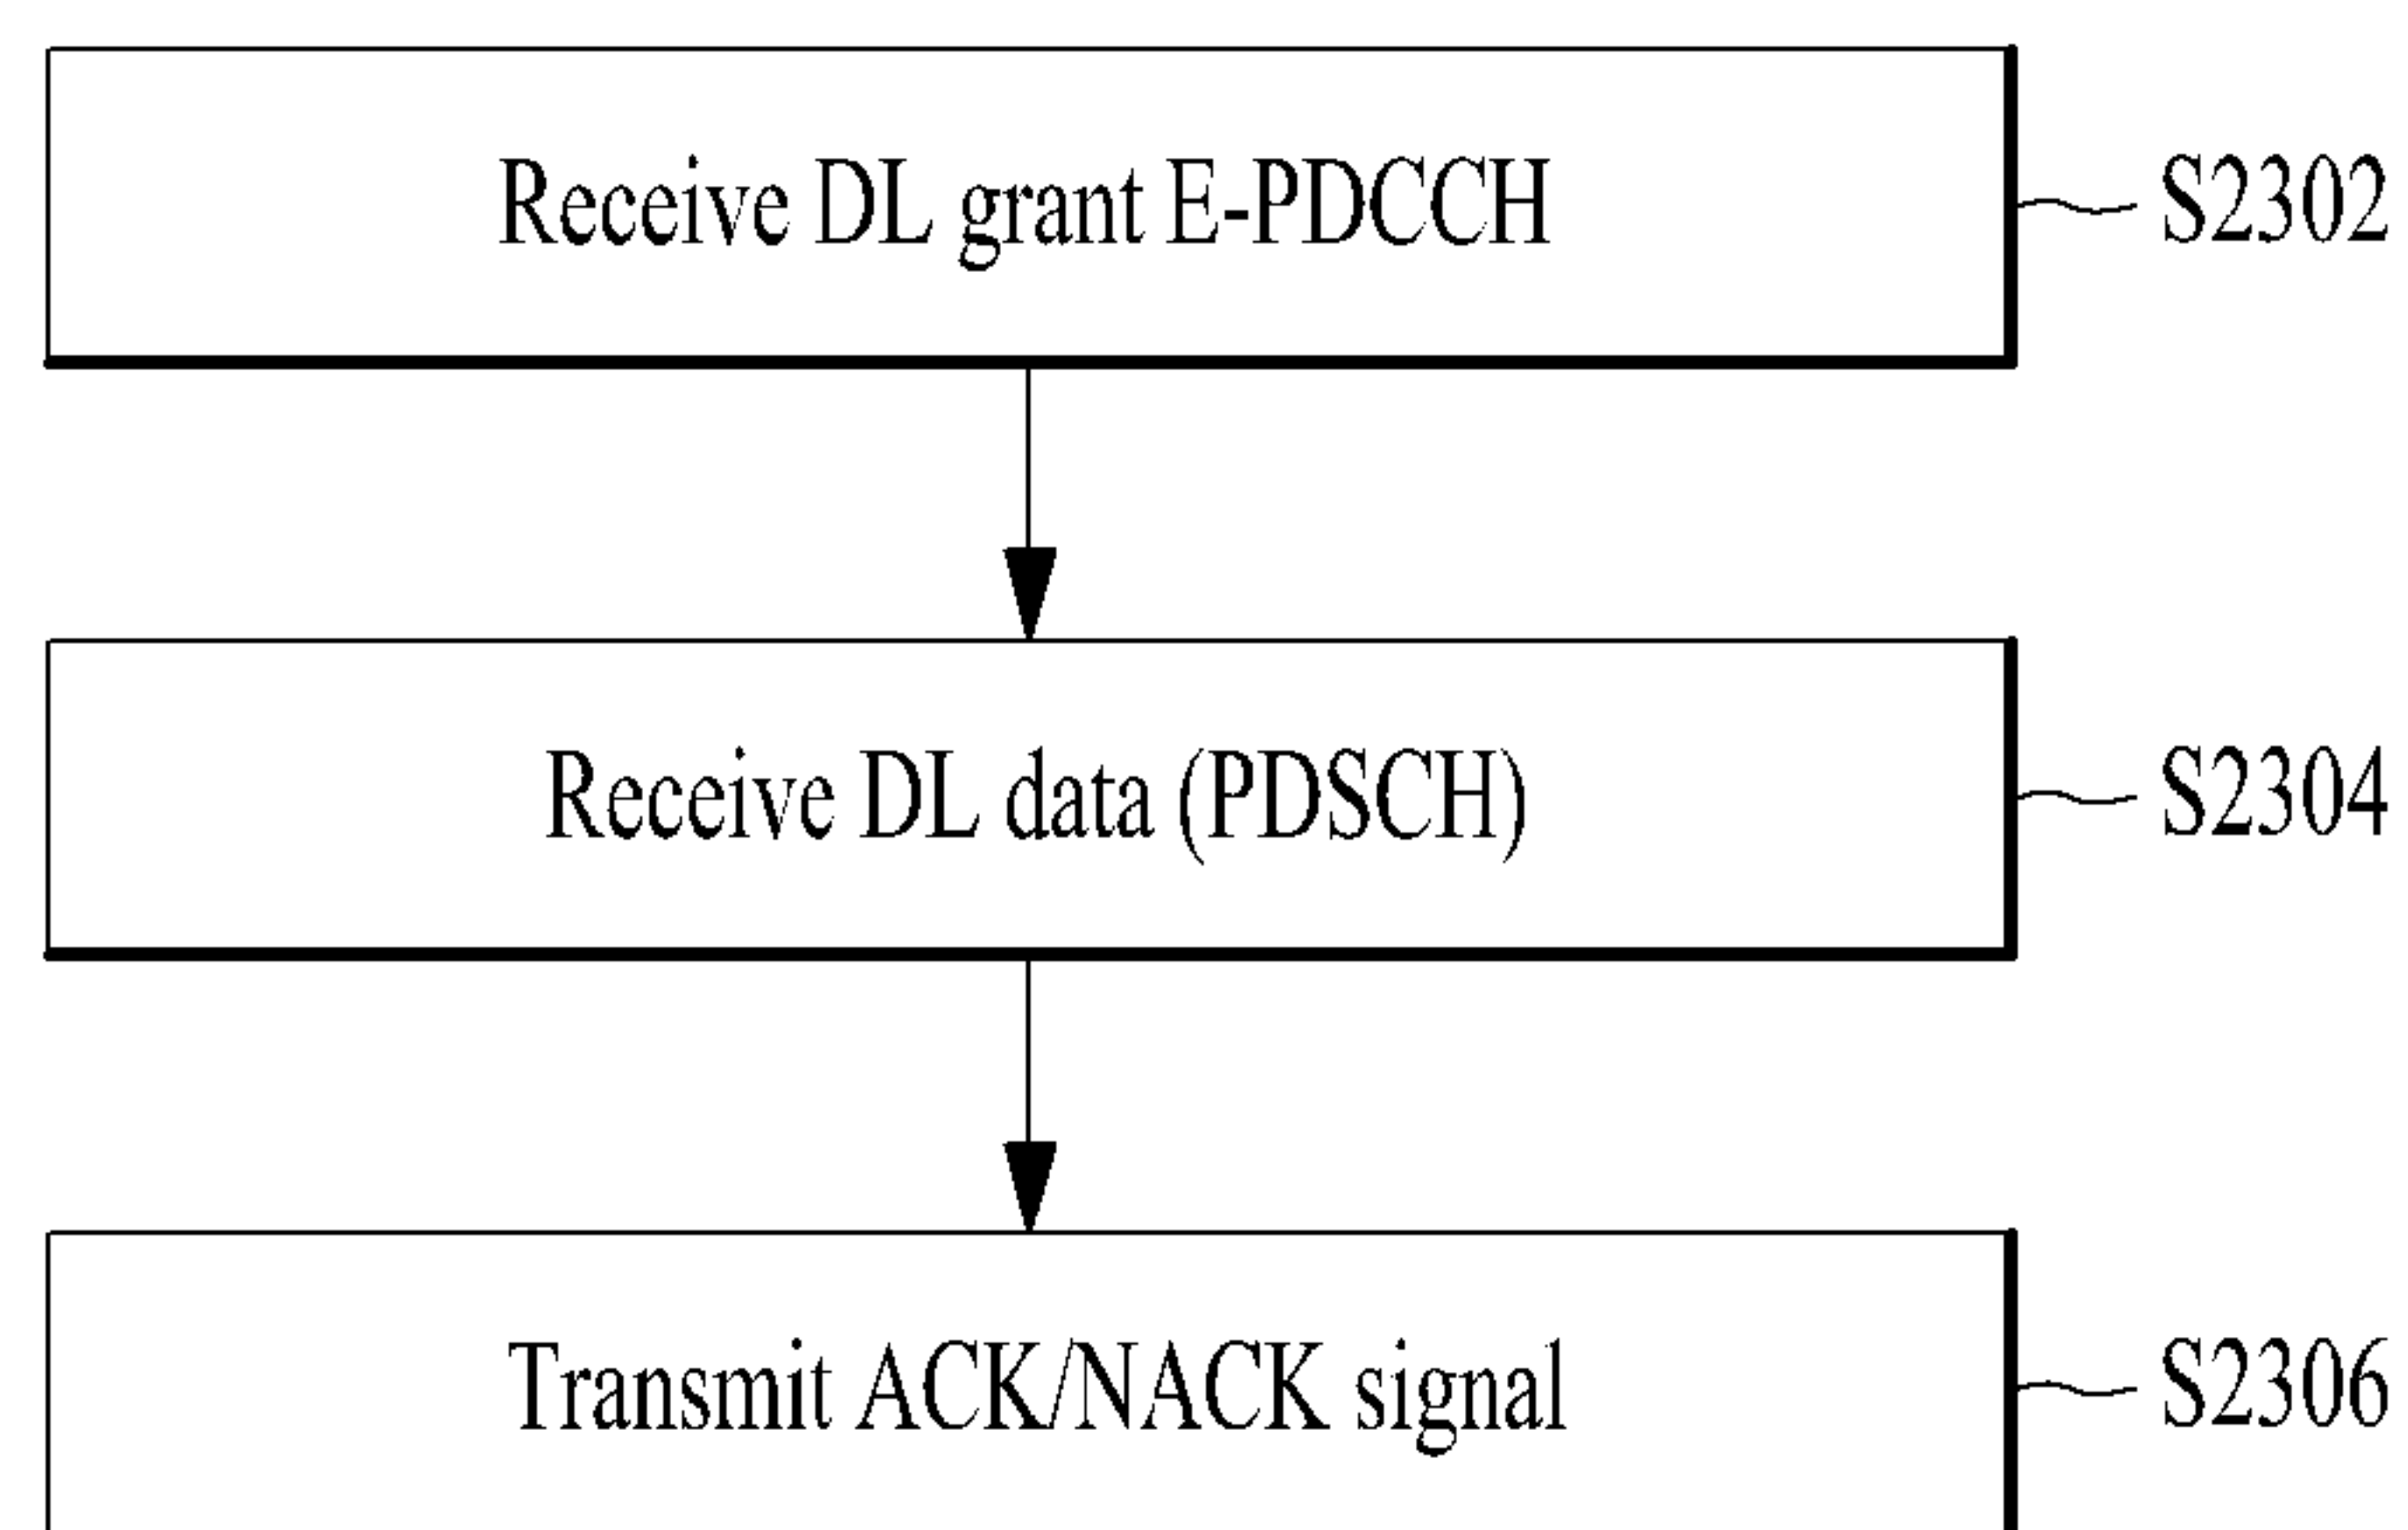 Receive DL grant E-PDCCH
S2302
Receive DL data (PDSCH)
S2304
Transmit ACK/NACK signal
S2306